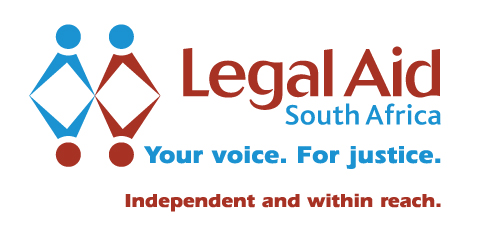 Legal Aid
South Africa
Your voice. For justice.
Independent and within reach.